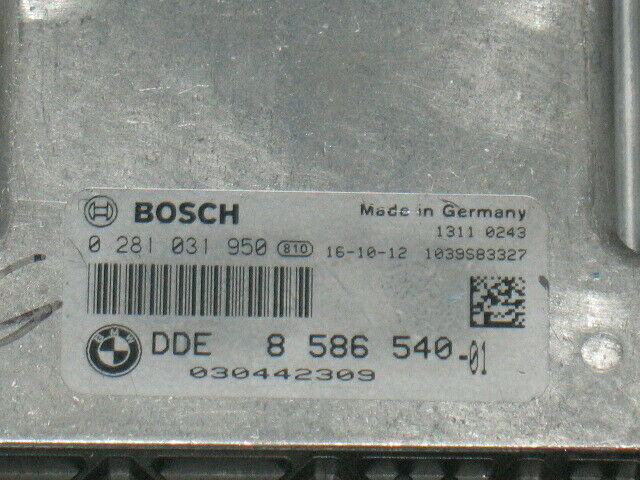 BOSCH Made in Germany
1311 0243
0 281 031 950 810 16-10-12 1039S83327
BMW DDE 8 586 540-01
030442309